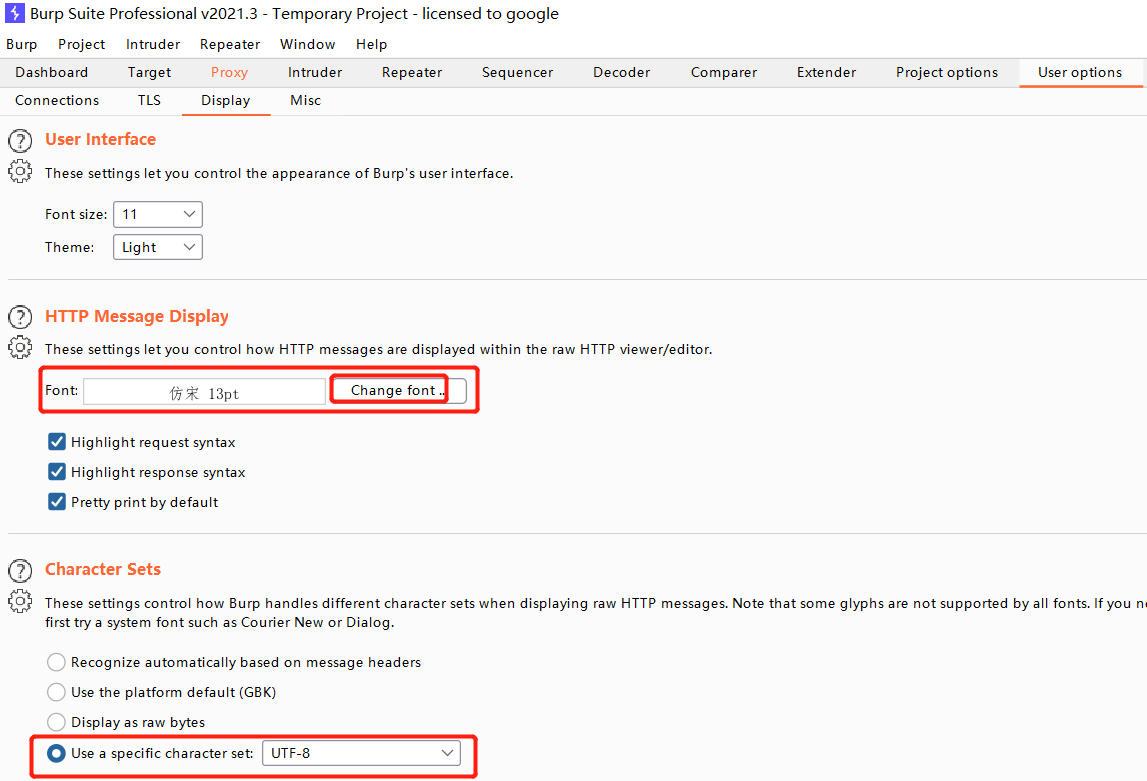 Burp Suite Professional v2021.3 - Temporary Project - licensed to google
Burp Project Intruder Repeater Window Help
Dashboard Target Proxy Intruder Repeater Sequencer Decoder Comparer Extender Project options User options
Connections TLS Display Misc
User Interface
These settings let you control the appearance of Burp's user interface.
Font size: 11
Theme: Light
HTTP Message Display
These settings let you control how HTTP messages are displayed within the raw HTTP viewer/editor.
Font: 仿宋 13pt Change font ..
Highlight request syntax
Highlight response syntax
Pretty print by default
Character Sets
These settings control how Burp handles different character sets when displaying raw HTTP messages. Note that some glyphs are not supported by all fonts. If you
first try a system font such as Courier New or Dialog.
Recognize automatically based on message headers
Use the platform default (GBK)
Display as raw bytes
Use a specific character set: UTF-8